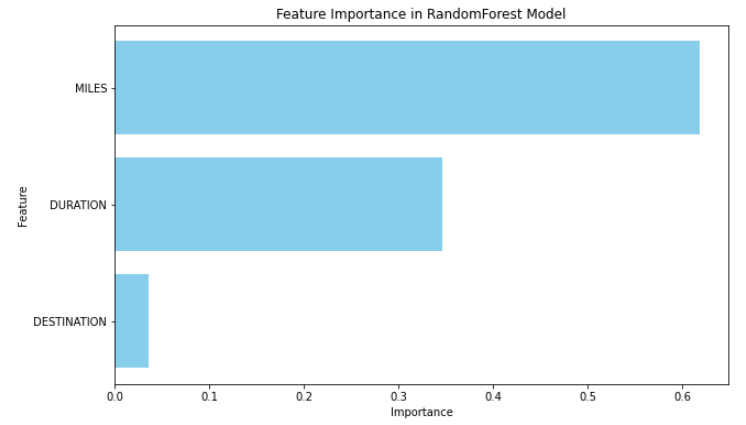 Feature Importance in RandomForest Model
MILES
DURATION
DESTINATION
Feature
0.0 0.1 0.2 0.3 0.4 0.5 0.6
Importance